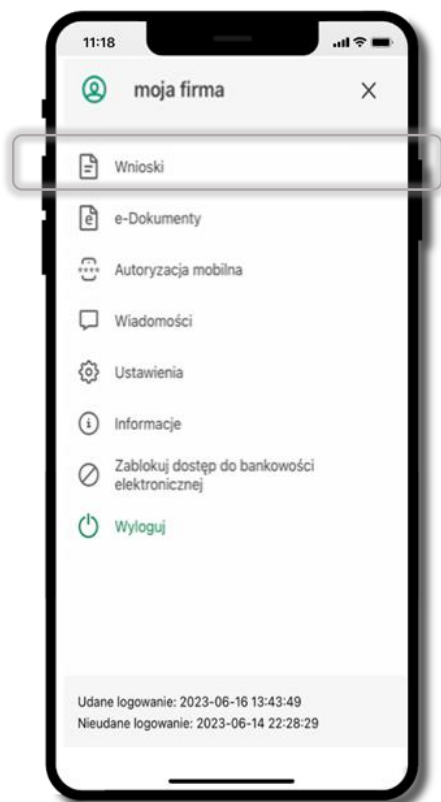 11:18
moja firma
Wnioski
e-Dokumenty
Autoryzacja mobilna
Wiadomości
Ustawienia
Informacje
Zablokuj dostęp do bankowości
elektronicznej
Wyloguj
Udane logowanie: 2023-06-16 13:43:49
Nieudane logowanie: 2023-06-14 22:28:29